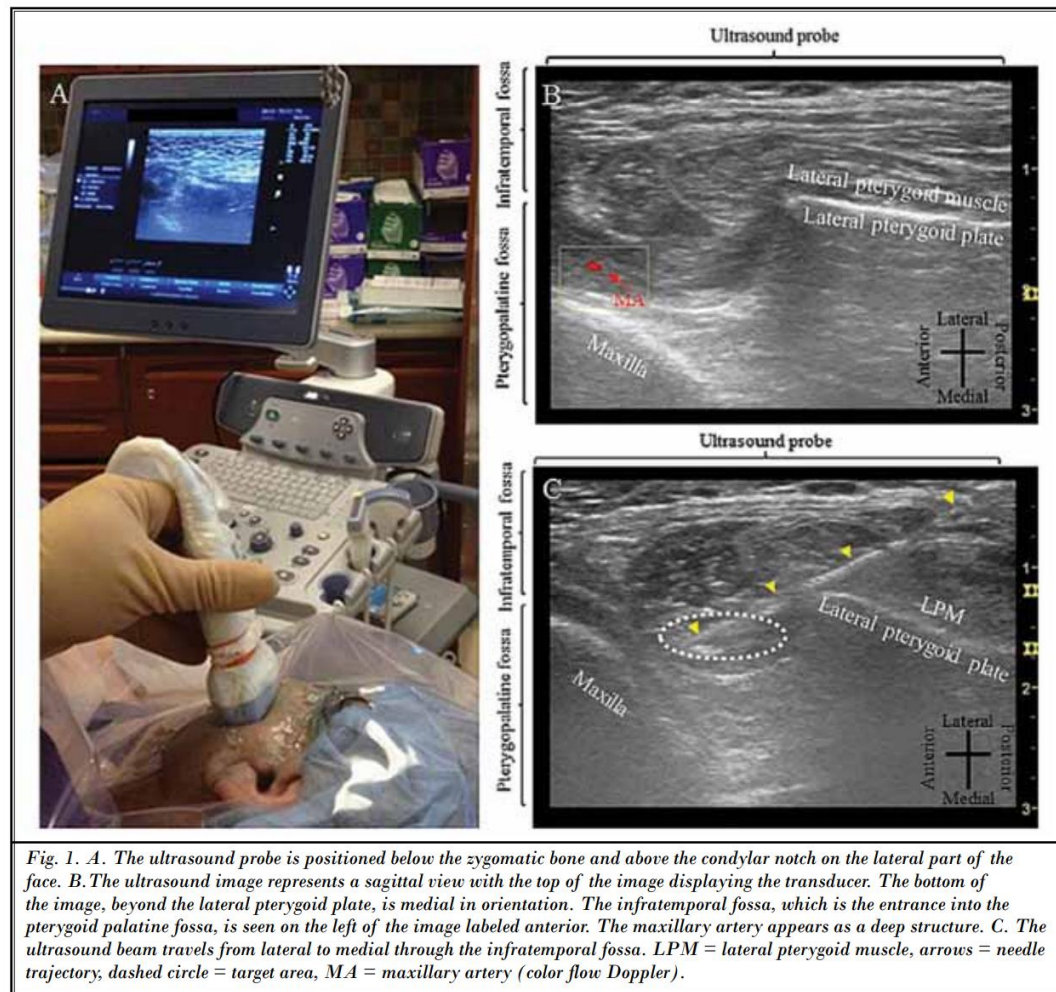 Ultrasound probe
A
B
Infratemporal fossa
Pterygopalatine fossa
1
Lateral pterygoid muscle
Lateral pterygoid plate
MA
Maxilla
Lateral
Anterior
Posterior
Medial
3
Ultrasound probe
C
Infratemporal fossa
Pterygopalatine fossa
1
LPM
Lateral pterygoid plate
Maxilla
2
Lateral
Anterior
Posterior
Medial
3
Fig. 1. A. The ultrasound probe is positioned below the zygomatic bone and above the condylar notch on the lateral part of the
face. B. The ultrasound image represents a sagittal view with the top of the image displaying the transducer. The bottom of
the image, beyond the lateral pterygoid plate, is medial in orientation. The infratemporal fossa, which is the entrance into the
pterygoid palatine fossa, is seen on the left of the image labeled anterior. The maxillary artery appears as a deep structure. C. The
ultrasound beam travels from lateral to medial through the infratemporal fossa. LPM = lateral pterygoid muscle, arrows = needle
trajectory, dashed circle = target area, MA = maxillary artery (color flow Doppler).